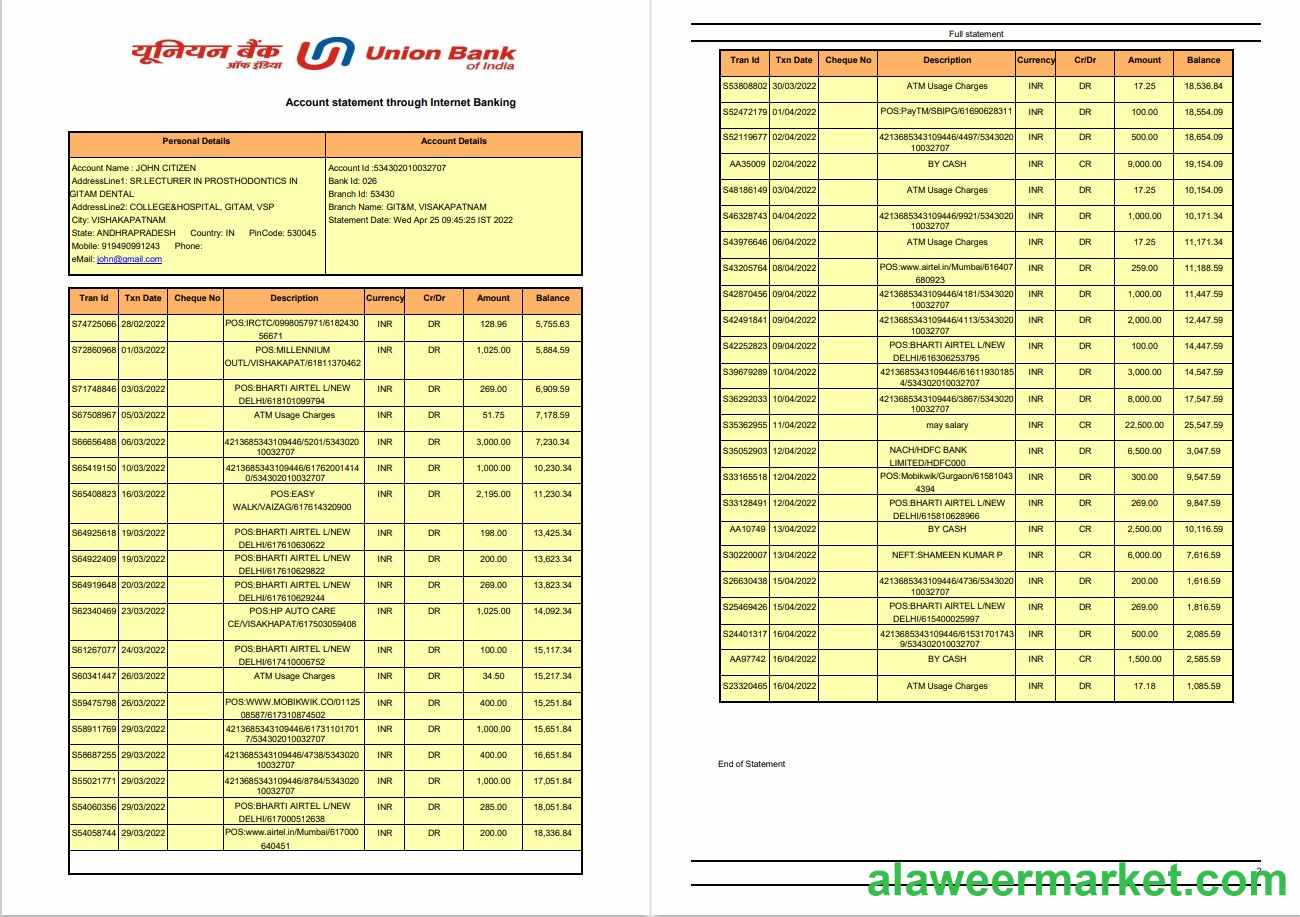 यूनियन बैंक Union Bank
ऑफ इंडिया of India
Account statement through Internet Banking
Personal Details Account Details
Account Name : JOHN CITIZEN
AddressLine1: SR.LECTURER IN PROSTHODONTICS IN
GITAM DENTAL
AddressLine2: COLLEGE&HOSPITAL, GITAM, VSP
City: VISHAKAPATNAM
State: ANDHRAPRADESH Country: IN PinCode: 530045
Mobile: 919490991243 Phone:
eMail: john@gmail.com
Account Id :534302010032707
Bank Id: 026
Branch Id: 53430
Branch Name: GIT&M, VISAKAPATNAM
Statement Date: Wed Apr 25 09:45:25 IST 2022
Tran Id Txn Date Cheque No Description Currency Cr/Dr Amount Balance
S74725066 28/02/2022 POS:IRCTC/0998057971/6182430 INR DR 128.96 5,755.63
56671
S72860968 01/03/2022 POS:MILLENNIUM INR DR 1,025.00 5,884.59
OUTL/VISHAKAPAT/61811370462
S71748846 03/03/2022 POS:BHARTI AIRTEL L/NEW INR DR 269.00 6,909.59
DELHI/618101099794
S67508967 05/03/2022 ATM Usage Charges INR DR 51.75 7,178.59
S66656488 06/03/2022 4213685343109446/5201/5343020 INR DR 3,000.00 7,230.34
10032707
S65419150 10/03/2022 4213685343109446/61762001414 INR DR 1,000.00 10,230.34
0/534302010032707
S65408823 16/03/2022 POS:EASY INR DR 2,195.00 11,230.34
WALK/VAIZAG/617614320900
S64925618 19/03/2022 POS:BHARTI AIRTEL L/NEW INR DR 198.00 13,425.34
DELHI/617610630622
S64922409 19/03/2022 POS:BHARTI AIRTEL L/NEW INR DR 200.00 13,623.34
DELHI/617610629822
S64919648 20/03/2022 POS:BHARTI AIRTEL L/NEW INR DR 269.00 13,823.34
DELHI/617610629244
S62340469 23/03/2022 POS:HP AUTO CARE INR DR 1,025.00 14,092.34
CE/VISAKHAPAT/617503059408
S61267077 24/03/2022 POS:BHARTI AIRTEL L/NEW INR DR 100.00 15,117.34
DELHI/617410006752
S60341447 26/03/2022 ATM Usage Charges INR DR 34.50 15,217.34
S59475798 26/03/2022 POS:WWW.MOBIKWIK.CO/01125 INR DR 400.00 15,251.84
08587/617310874502
S58911769 29/03/2022 4213685343109446/61731101701 INR DR 1,000.00 15,651.84
7/534302010032707
S58687255 29/03/2022 4213685343109446/4738/5343020 INR DR 400.00 16,651.84
10032707
S55021771 29/03/2022 4213685343109446/8784/5343020 INR DR 1,000.00 17,051.84
10032707
S54060356 29/03/2022 POS:BHARTI AIRTEL L/NEW INR DR 285.00 18,051.84
DELHI/617000512638
S54058744 29/03/2022 POS:www.airtel.in/Mumbai/617000 INR DR 200.00 18,336.84
640451
Full statement
Tran Id Txn Date Cheque No Description Currency Cr/Dr Amount Balance
S53808802 30/03/2022 ATM Usage Charges INR DR 17.25 18,536.84
S52472179 01/04/2022 POS:PayTM/SBIPG/61690628311 INR DR 100.00 18,554.09
S52119677 02/04/2022 4213685343109446/4497/5343020 INR DR 500.00 18,654.09
10032707
AA35009 02/04/2022 BY CASH INR CR 9,000.00 19,154.09
S48186149 03/04/2022 ATM Usage Charges INR DR 17.25 10,154.09
S46328743 04/04/2022 4213685343109446/9921/5343020 INR DR 1,000.00 10,171.34
10032707
S43976646 06/04/2022 ATM Usage Charges INR DR 17.25 11,171.34
S43205764 08/04/2022 POS:www.airtel.in/Mumbai/616407 INR DR 259.00 11,188.59
680923
S42870456 09/04/2022 4213685343109446/4181/5343020 INR DR 1,000.00 11,447.59
10032707
S42491841 09/04/2022 4213685343109446/4113/5343020 INR DR 2,000.00 12,447.59
10032707
S42252823 09/04/2022 POS:BHARTI AIRTEL L/NEW INR DR 100.00 14,447.59
DELHI/616306253795
S39679289 10/04/2022 4213685343109446/61611930185 INR DR 3,000.00 14,547.59
4/534302010032707
S36292033 10/04/2022 4213685343109446/3867/5343020 INR DR 8,000.00 17,547.59
10032707
S35362955 11/04/2022 may salary INR CR 22,500.00 25,547.59
S35052903 12/04/2022 NACH/HDFC BANK INR DR 6,500.00 3,047.59
LIMITED/HDFC000
S33165518 12/04/2022 POS:Mobikwik/Gurgaon/61581043 INR DR 300.00 9,547.59
4394
S33128491 12/04/2022 POS:BHARTI AIRTEL L/NEW INR DR 269.00 9,847.59
DELHI/615810628966
AA10749 13/04/2022 BY CASH INR CR 2,500.00 10,116.59
S30220007 13/04/2022 NEFT:SHAMEEN KUMAR P INR CR 6,000.00 7,616.59
S26630438 15/04/2022 4213685343109446/4736/5343020 INR DR 200.00 1,616.59
10032707
S25469426 15/04/2022 POS:BHARTI AIRTEL L/NEW INR DR 269.00 1,816.59
DELHI/615400025997
S24401317 16/04/2022 4213685343109446/61531701743 INR DR 500.00 2,085.59
9/534302010032707
AA97742 16/04/2022 BY CASH INR CR 1,500.00 2,585.59
S23320465 16/04/2022 ATM Usage Charges INR DR 17.18 1,085.59
End of Statement
2
alaweermarket.com